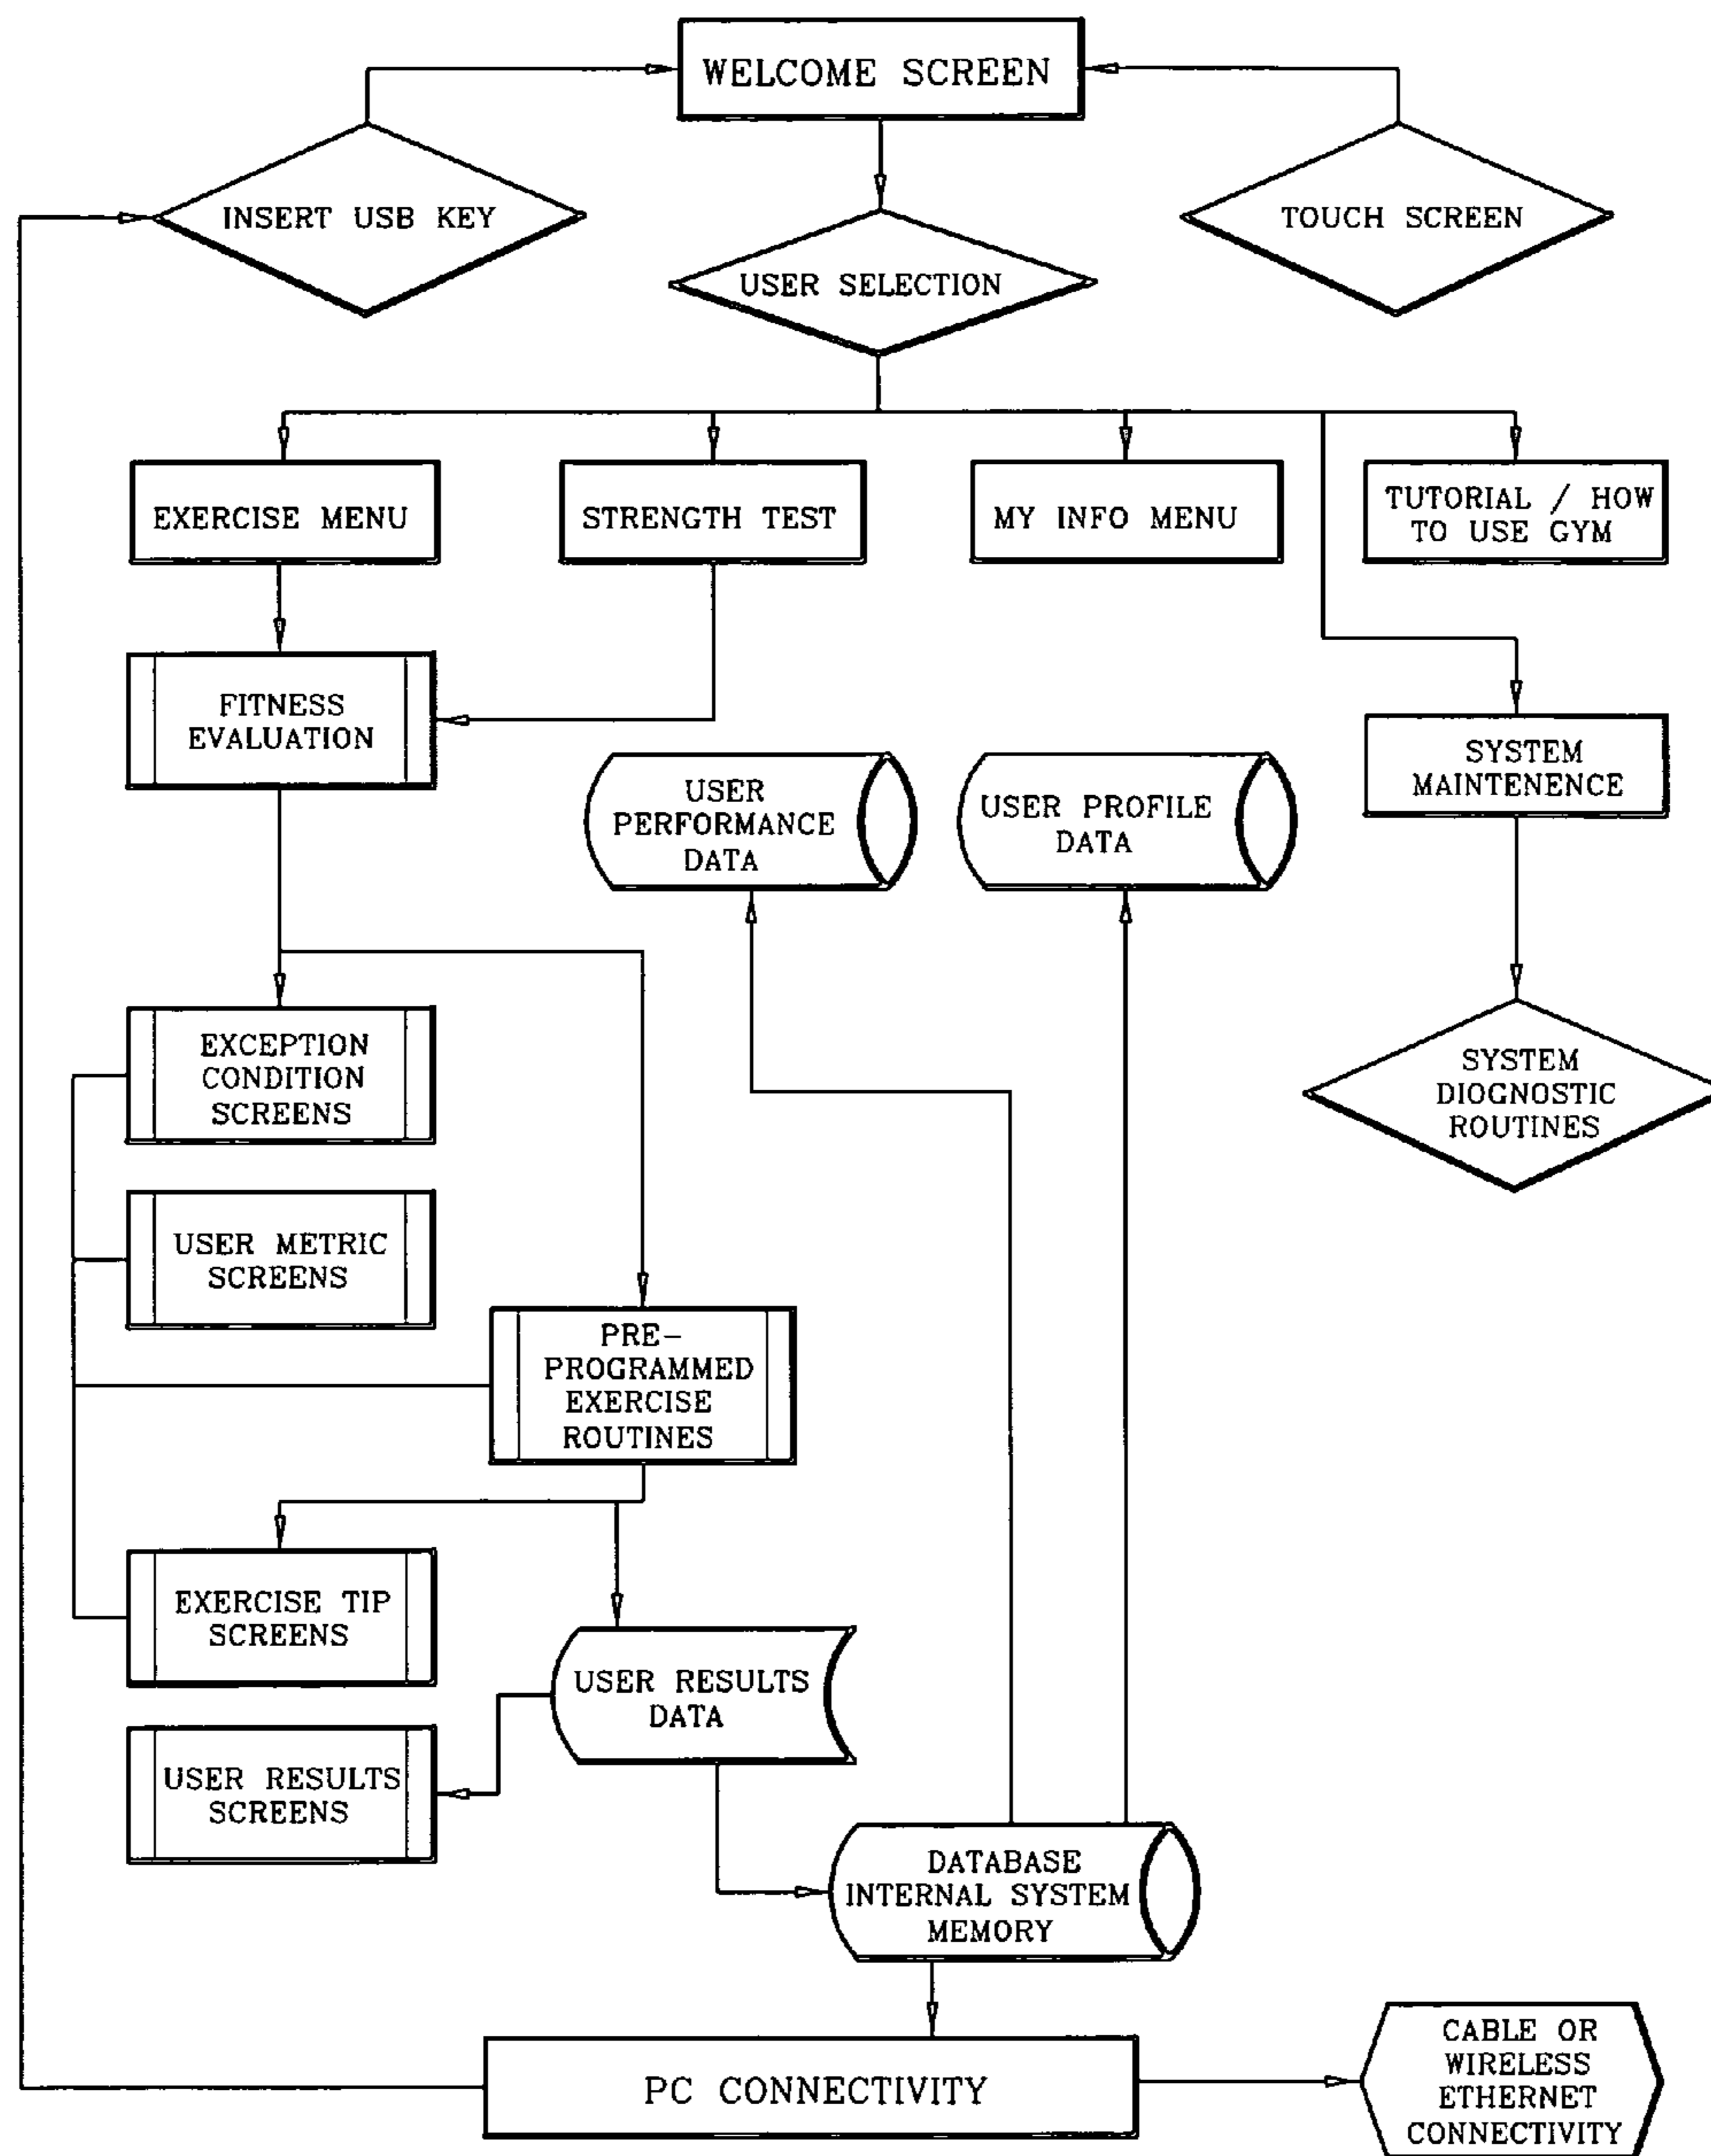 WELCOME SCREEN
INSERT USB KEY
TOUCH SCREEN
USER SELECTION
EXERCISE MENU
STRENGTH TEST
MY INFO MENU
TUTORIAL / HOW
TO USE GYM
FITNESS
EVALUATION
USER
PERFORMANCE
DATA
USER PROFILE
DATA
SYSTEM
MAINTENENCE
EXCEPTION
CONDITION
SCREENS
SYSTEM
DIOGNOSTIC
ROUTINES
USER METRIC
SCREENS
PRE-
PROGRAMMED
EXERCISE
ROUTINES
EXERCISE TIP
SCREENS
USER RESULTS
DATA
USER RESULTS
SCREENS
DATABASE
INTERNAL SYSTEM
MEMORY
PC CONNECTIVITY
CABLE OR
WIRELESS
ETHERNET
CONNECTIVITY